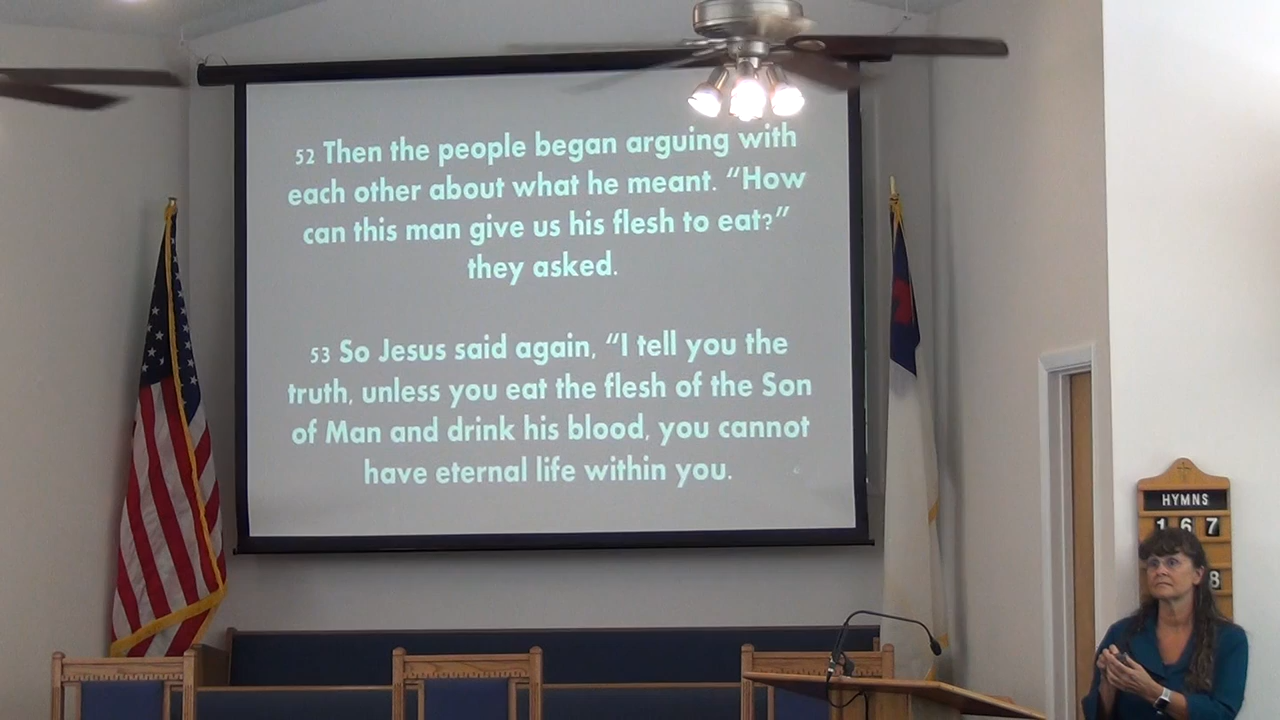 52 Then the people began arguing with
each other about what he meant. “How
can this man give us his flesh to eat?”
they asked.
53 So Jesus said again, “I tell you the
truth, unless you eat the flesh of the Son
of Man and drink his blood, you cannot
have eternal life within you.
HYMNS
167
8